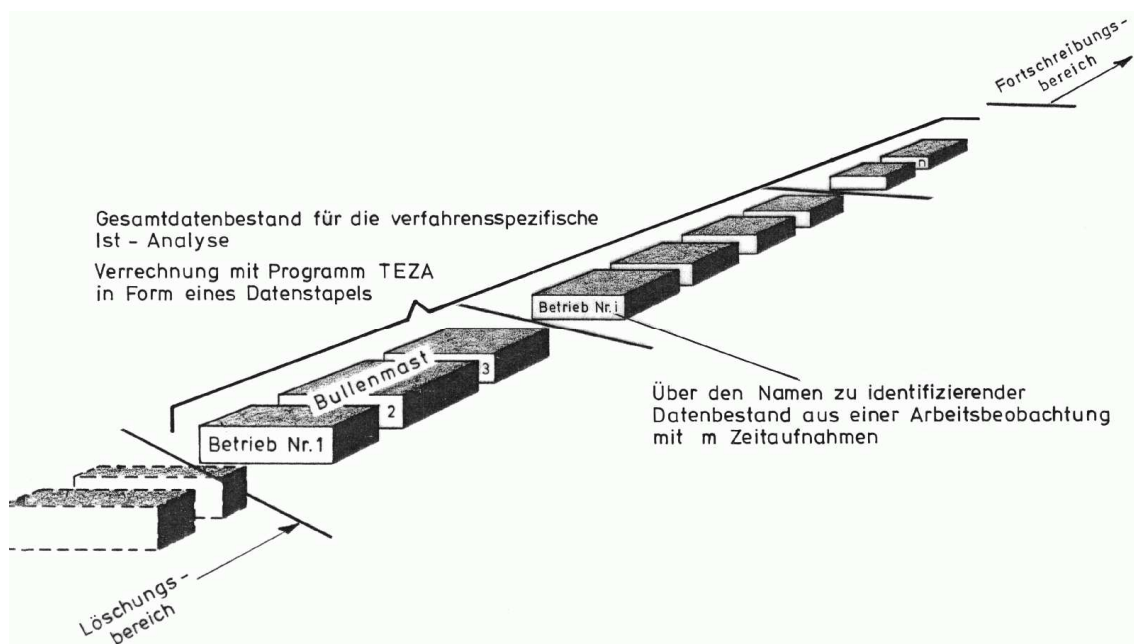 Fortschreibungs-
bereich
n
Gesamtdatenbestand für die verfahrensspezifische
Ist - Analyse
Verrechnung mit Programm TEZA
in Form eines Datenstapels
Betrieb Nr. i
Bullenmast
3
2
Betrieb Nr. 1
Über den Namen zu identifizierender
Datenbestand aus einer Arbeitsbeobachtung
mit m Zeitaufnahmen
Löschungs-
bereich